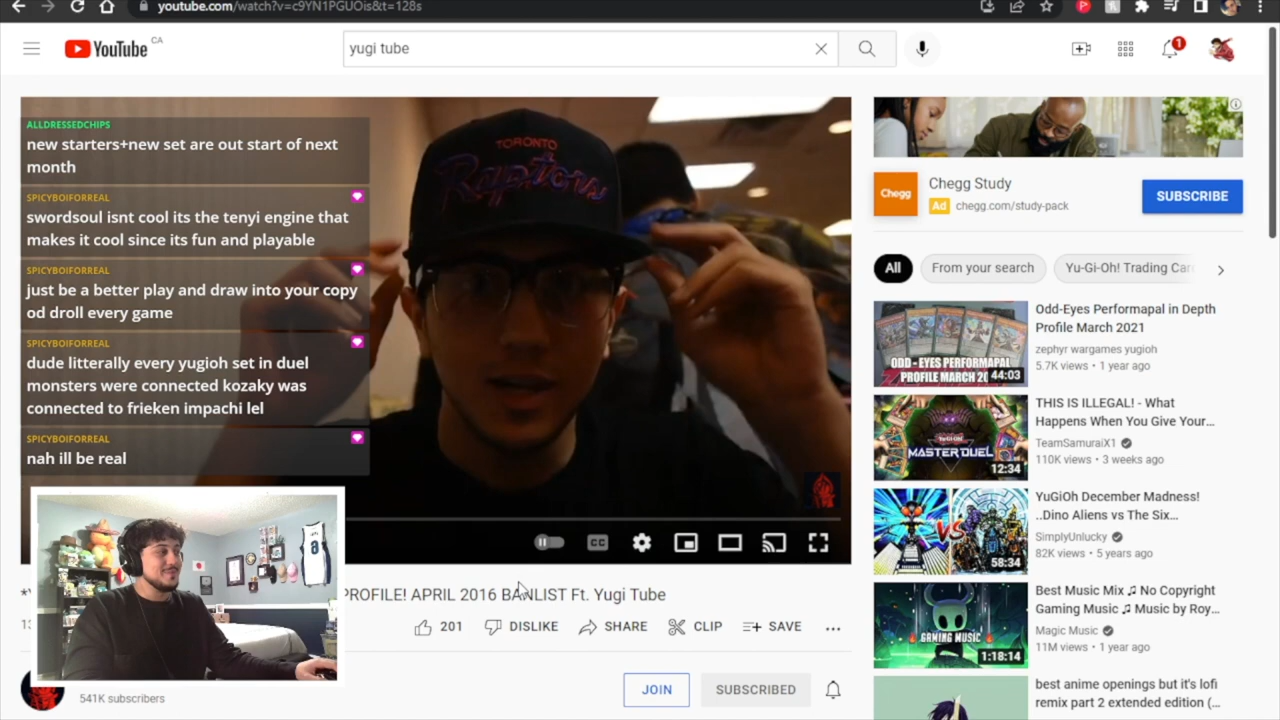 youtube.com/watch?v=c9YN1PGUOis&t=128s
YouTube CA
yugi tube
1
ALLDRESSEDCHIPS
new starters+new set are out start of next
month
SPICYBOIFORREAL
swordsoul isnt cool its the tenyi engine that
makes it cool since its fun and playable
SPICYBOIFORREAL
just be a better play and draw into your copy
od droll every game
SPICYBOIFORREAL
dude litterally every yugioh set in duel
monsters were connected kozaky was
connected to frieken impachi lel
SPICYBOIFORREAL
nah ill be real
TORONTO
Raptors
CC
8
PROFILE! APRIL 2016 BANLIST Ft. Yugi Tube
201 DISLIKE SHARE CLIP SAVE ...
541K subscribers
JOIN SUBSCRIBED
Chegg
Chegg Study
Ad chegg.com/study-pack
SUBSCRIBE
All From your search Yu-Gi-Oh! Trading Car
ODD - EYES PERFORMAPAL
PROFILE MARCH 20
44:03
Odd-Eyes Performapal in Depth
Profile March 2021
zephyr wargames yugioh
5.7K views • 1 year ago
MASTER DUEL
12:34
THIS IS ILLEGAL! - What
Happens When You Give Your...
TeamSamuraiX1
110K views • 3 weeks ago
VS
58:34
YuGiOh December Madness!
..Dino Aliens vs The Six...
SimplyUnlucky
82K views • 5 years ago
GAMING MUSIC
1:18:14
Best Music Mix ♫ No Copyright
Gaming Music ♫ Music by Roy...
Magic Music
11M views • 1 year ago
best anime openings but it's lofi
remix part 2 extended edition (...